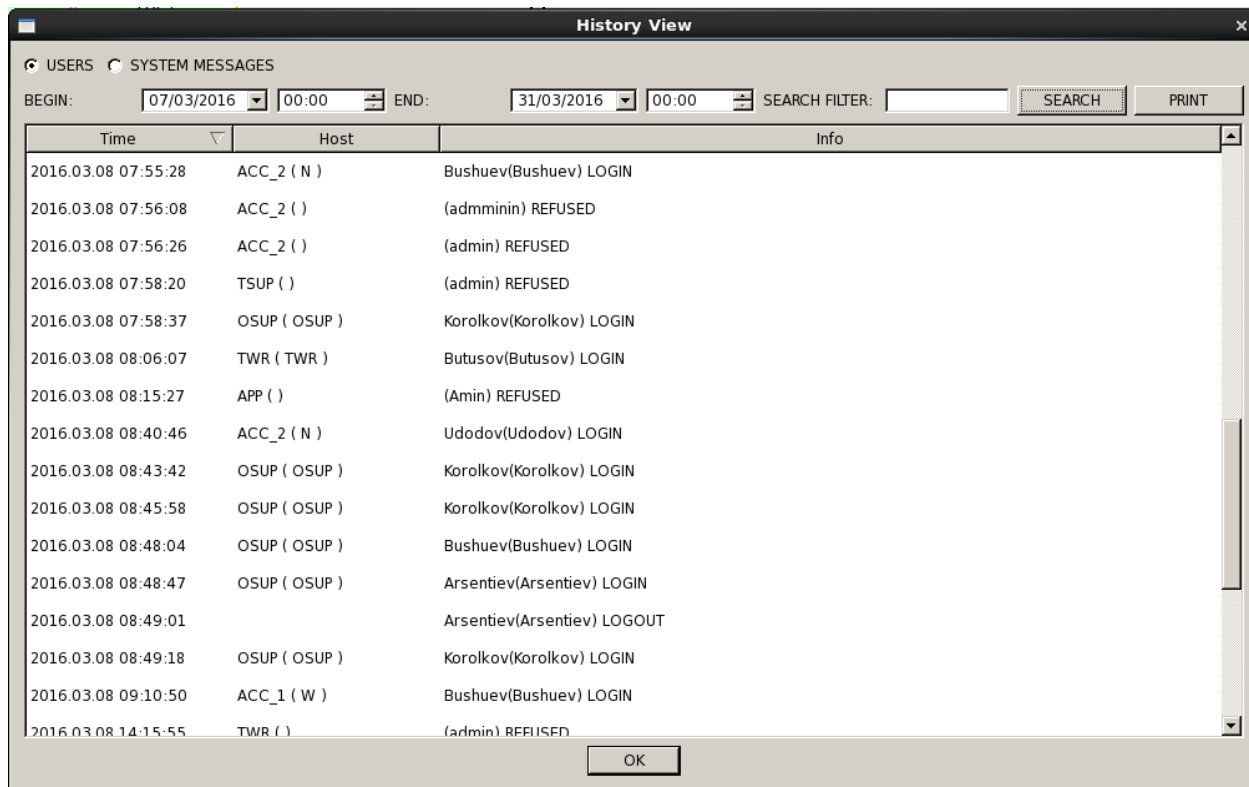 History View
USERS SYSTEM MESSAGES
BEGIN: 07/03/2016 00:00 END: 31/03/2016 00:00 SEARCH FILTER: SEARCH PRINT
Time Host Info
2016.03.08 07:55:28 ACC_2 ( N ) Bushuev(Bushuev) LOGIN
2016.03.08 07:56:08 ACC_2 ( ) (admminin) REFUSED
2016.03.08 07:56:26 ACC_2 ( ) (admin) REFUSED
2016.03.08 07:58:20 TSUP ( ) (admin) REFUSED
2016.03.08 07:58:37 OSUP ( OSUP ) Korolkov(Korolkov) LOGIN
2016.03.08 08:06:07 TWR ( TWR ) Butusov(Butusov) LOGIN
2016.03.08 08:15:27 APP ( ) (Amin) REFUSED
2016.03.08 08:40:46 ACC_2 ( N ) Udodov(Udodov) LOGIN
2016.03.08 08:43:42 OSUP ( OSUP ) Korolkov(Korolkov) LOGIN
2016.03.08 08:45:58 OSUP ( OSUP ) Korolkov(Korolkov) LOGIN
2016.03.08 08:48:04 OSUP ( OSUP ) Bushuev(Bushuev) LOGIN
2016.03.08 08:48:47 OSUP ( OSUP ) Arsentiev(Arsentiev) LOGIN
2016.03.08 08:49:01 Arsentiev(Arsentiev) LOGOUT
2016.03.08 08:49:18 OSUP ( OSUP ) Korolkov(Korolkov) LOGIN
2016.03.08 09:10:50 ACC_1 ( W ) Bushuev(Bushuev) LOGIN
2016.03.08 14:15:55 TWR ( ) (admin) REFUSED
OK